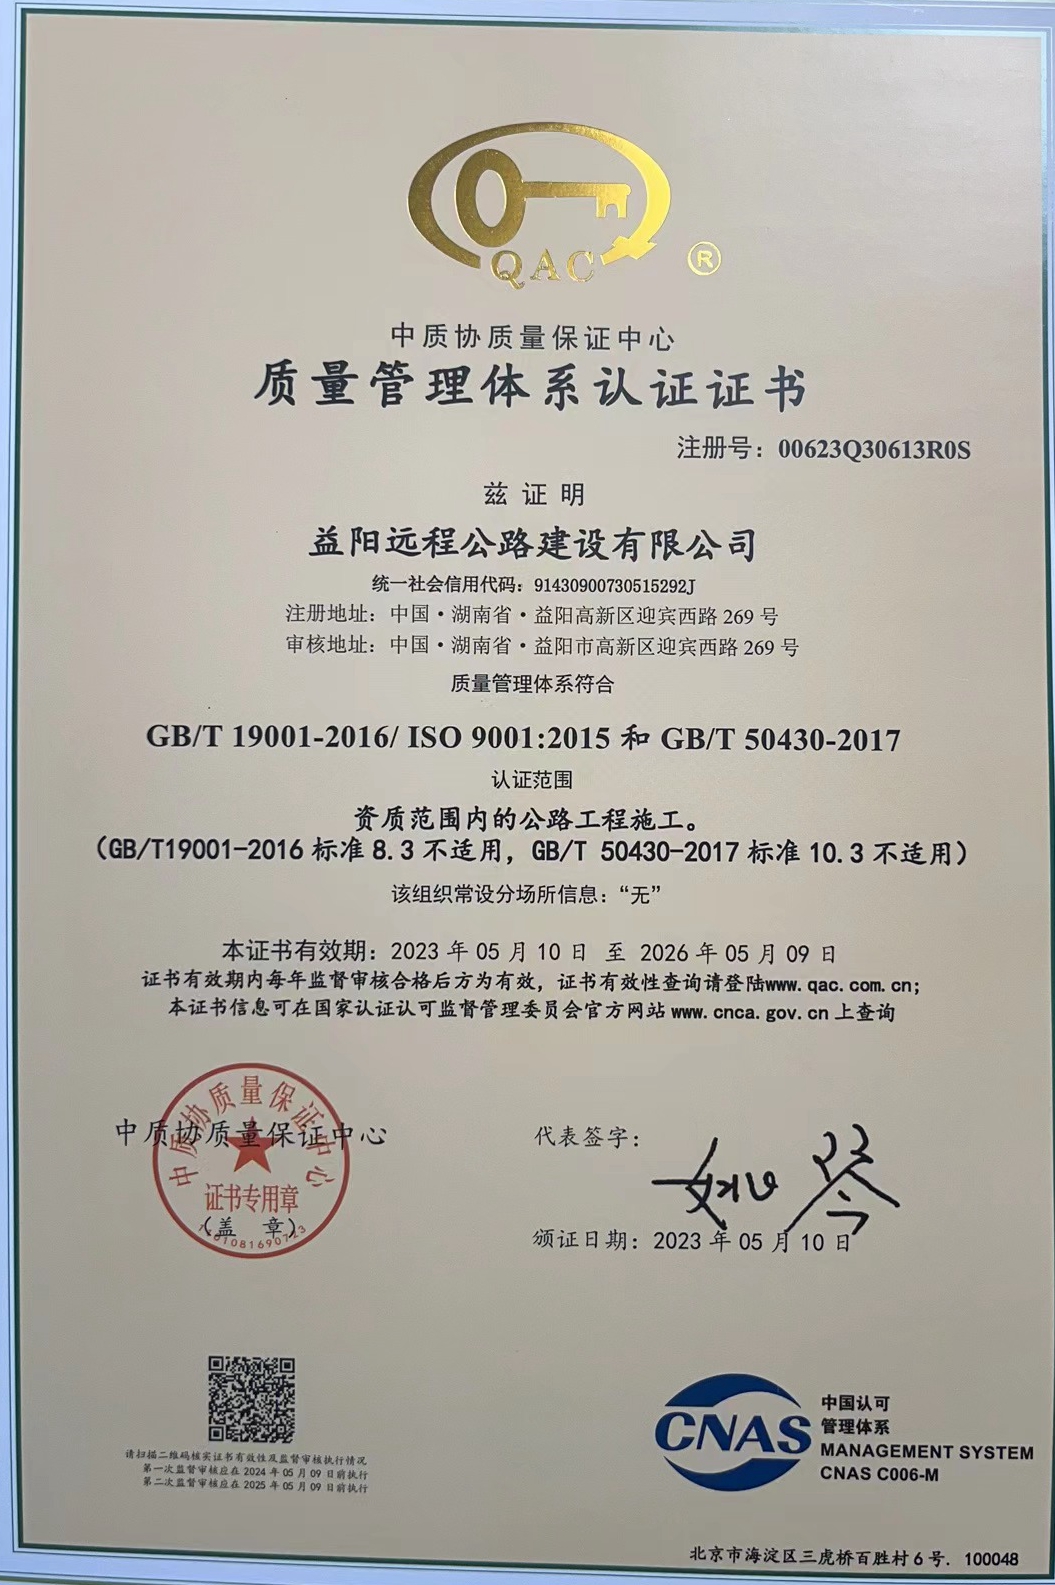 QAC
®
中质协质量保证中心
质量管理体系认证证书
注册号：00623Q30613R0S
兹证明
益阳远程公路建设有限公司
统一社会信用代码：91430900730515292J
注册地址：中国·湖南省·益阳高新区迎宾西路 269 号
审核地址：中国·湖南省·益阳市高新区迎宾西路 269 号
质量管理体系符合
GB/T 19001-2016/ ISO 9001:2015 和 GB/T 50430-2017
认证范围
资质范围内的公路工程施工。
（GB/T19001-2016 标准 8.3 不适用，GB/T 50430-2017 标准 10.3 不适用）
该组织常设分场所信息：“无”
本证书有效期：2023 年 05 月 10 日 至 2026 年 05 月 09 日
证书有效期内每年监督审核合格后方为有效，证书有效性查询请登陆www.qac.com.cn;
本证书信息可在国家认证认可监督管理委员会官方网站 www.cnca.gov.cn 上查询
中质协质量保证中心
中质协质量保证中心
证书专用章
（盖 章）
代表签字：
颁证日期：2023 年 05 月 10 日
请扫描二维码核实证书有效性及监督审核执行情况
第一次监督审核应在 2024 年 05 月 09 日前执行
第二次监督审核应在 2025 年 05 月 09 日前执行
CNAS
中国认可
管理体系
MANAGEMENT SYSTEM
CNAS C006-M
北京市海淀区三虎桥百胜村 6 号．100048